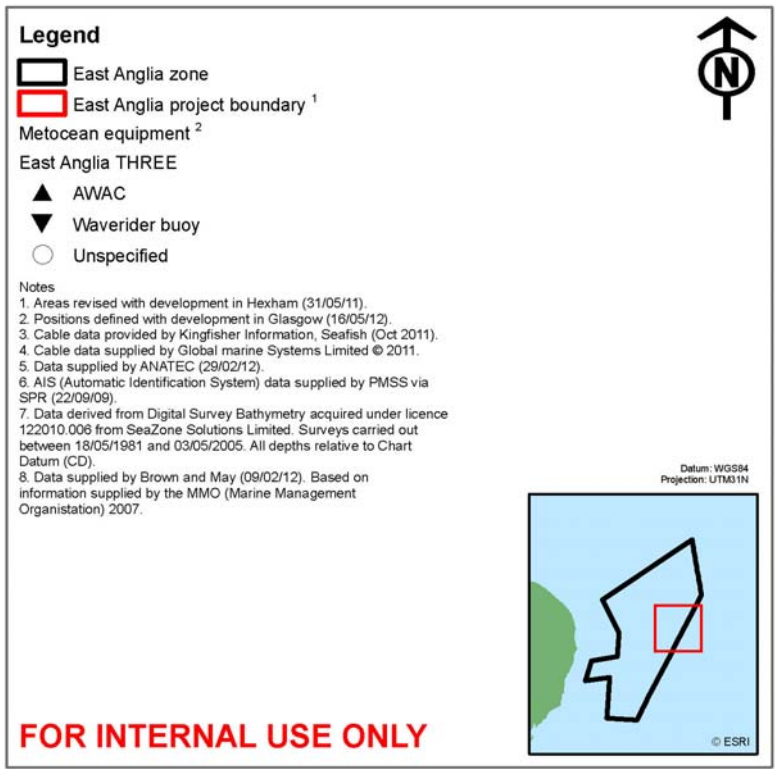 Legend
N
East Anglia zone
East Anglia project boundary 1
Metocean equipment 2
East Anglia THREE
AWAC
Waverider buoy
Unspecified
Notes
1. Areas revised with development in Hexham (31/05/11).
2. Positions defined with development in Glasgow (16/05/12).
3. Cable data provided by Kingfisher Information, Seafish (Oct 2011).
4. Cable data supplied by Global marine Systems Limited © 2011.
5. Data supplied by ANATEC (29/02/12).
6. AIS (Automatic Identification System) data supplied by PMSS via
SPR (22/09/09).
7. Data derived from Digital Survey Bathymetry acquired under licence
122010.006 from SeaZone Solutions Limited. Surveys carried out
between 18/05/1981 and 03/05/2005. All depths relative to Chart
Datum (CD).
8. Data supplied by Brown and May (09/02/12). Based on
information supplied by the MMO (Marine Management
Organistation) 2007.
Datum: WGS84
Projection: UTM31N
© ESRI
FOR INTERNAL USE ONLY